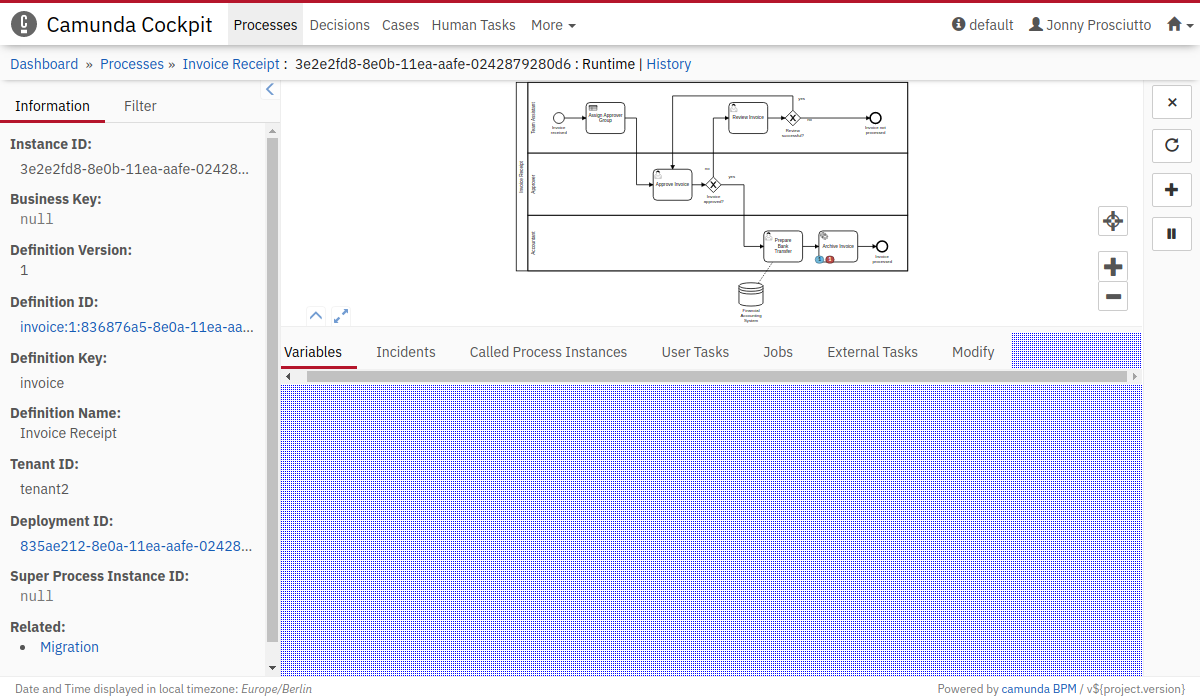 Camunda Cockpit Processes Decisions Cases Human Tasks More default Jonny Prosciutto
Dashboard » Processes » Invoice Receipt : 3e2e2fd8-8e0b-11ea-aafe-0242879280d6 : Runtime | History
Information Filter
Instance ID:
3e2e2fd8-8e0b-11ea-aafe-02428...
Business Key:
null
Definition Version:
1
Definition ID:
invoice:1:836876a5-8e0a-11ea-aa...
Definition Key:
invoice
Definition Name:
Invoice Receipt
Tenant ID:
tenant2
Deployment ID:
835ae212-8e0a-11ea-aafe-02428...
Super Process Instance ID:
null
Related:
• Migration
Invoice Receipt
Team Assistant
Invoice
received
Assign Approver
Group
Review Invoice
yes
no
Review
successful?
Invoice not
processed
Approver
Approve Invoice
no
yes
Invoice
approved?
Accountant
Prepare
Bank
Transfer
Archive Invoice
Invoice
processed
Financial
Accounting
System
Variables Incidents Called Process Instances User Tasks Jobs External Tasks Modify
Date and Time displayed in local timezone: Europe/Berlin
Powered by camunda BPM / v${project.version}